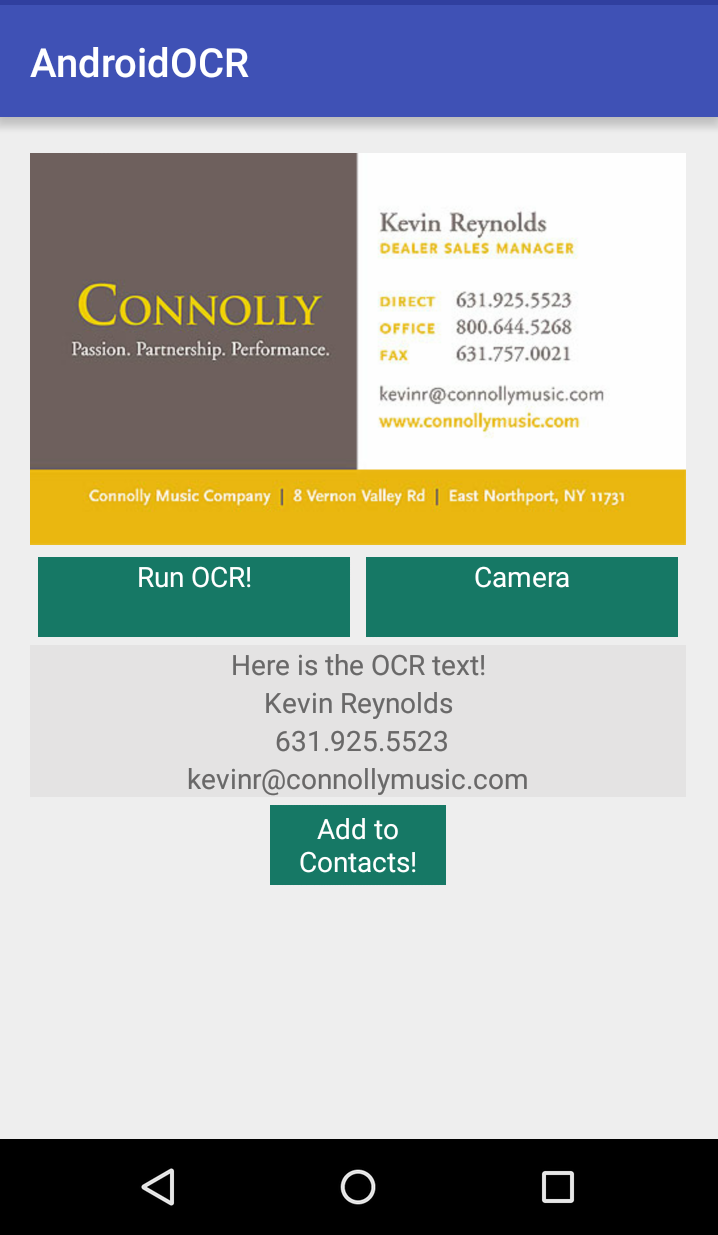 AndroidOCR
CONNOLLY
Passion. Partnership. Performance.
Kevin Reynolds
DEALER SALES MANAGER
DIRECT 631.925.5523
OFFICE 800.644.5268
FAX 631.757.0021
kevinr@connollymusic.com
www.connollymusic.com
Connolly Music Company | 8 Vernon Valley Rd | East Northport, NY 11731
Run OCR!
Camera
Here is the OCR text!
Kevin Reynolds
631.925.5523
kevinr@connollymusic.com
Add to
Contacts!